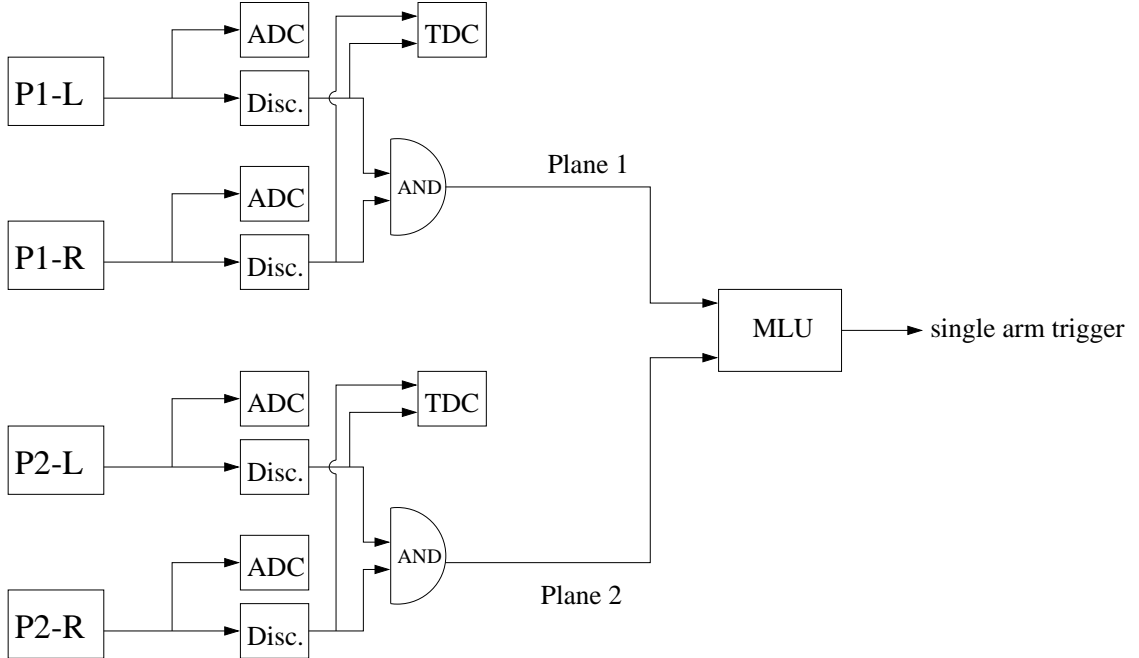 ADC
TDC
P1-L
Disc.
Plane 1
AND
ADC
P1-R
Disc.
MLU
single arm trigger
ADC
TDC
P2-L
Disc.
AND
ADC
Plane 2
P2-R
Disc.